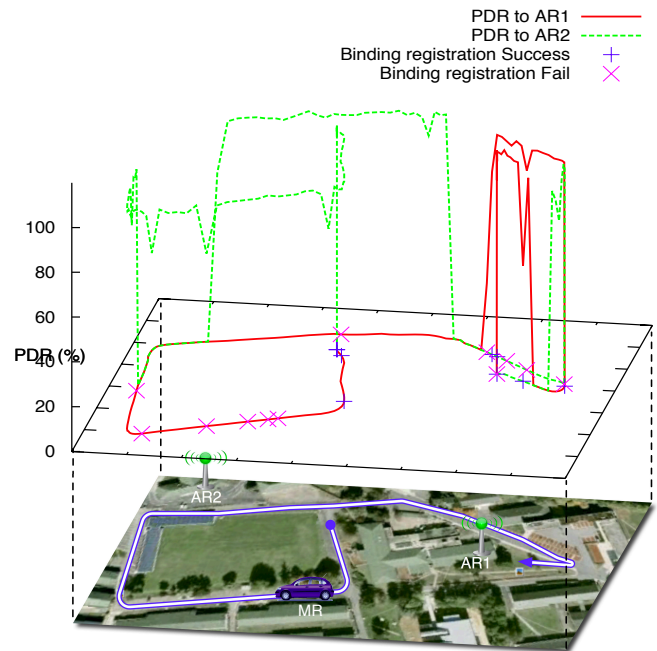 PDR to AR1
PDR to AR2
Binding registration Success
Binding registration Fail
100
80
60
PDR (%)
40
20
0
AR2
AR1
MR